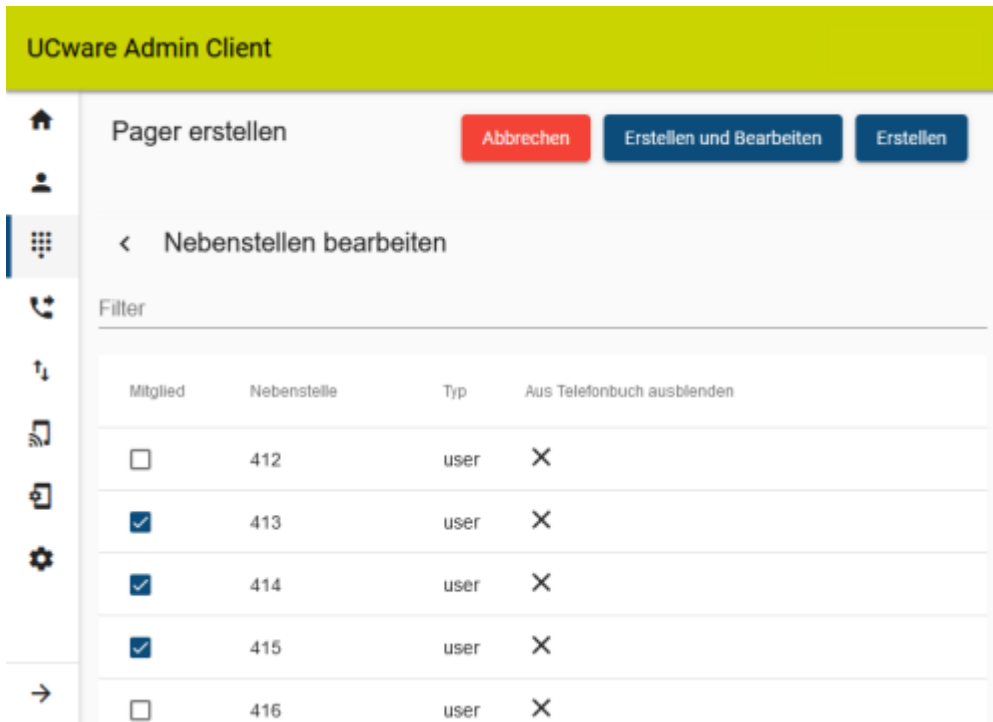 UCware Admin Client
Pager erstellen Abbrechen Erstellen und Bearbeiten Erstellen
Nebenstellen bearbeiten
Filter
Mitglied Nebenstelle Typ Aus Telefonbuch ausblenden
412 user
413 user
414 user
415 user
416 user